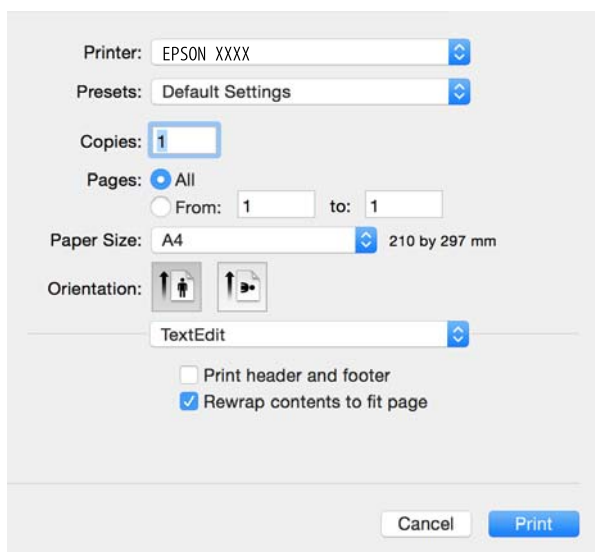 Printer: EPSON XXXX
Presets: Default Settings
Copies: 1
Pages: All
From: 1 to: 1
Paper Size: A4 210 by 297 mm
Orientation:
TextEdit
Print header and footer
Rewrap contents to fit page
Cancel Print